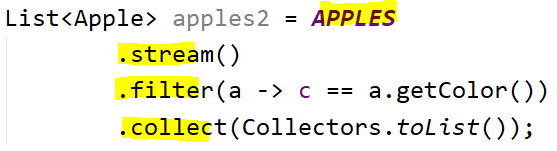 List<Apple> apples2 = APPLES
.stream()
.filter(a -> c == a.getColor())
.collect(Collectors.toList());